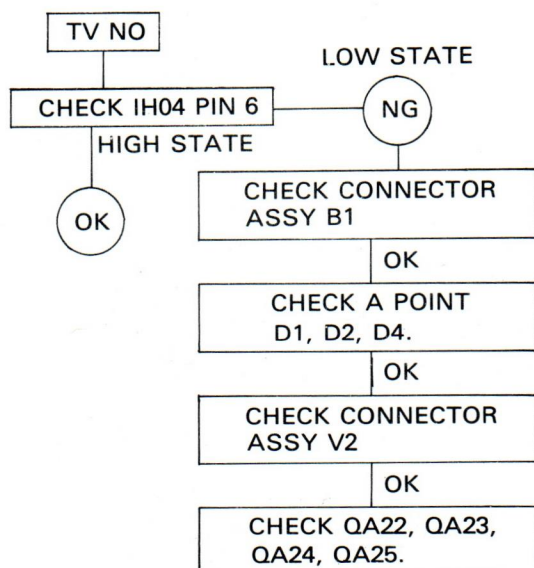 TV NO
LOW STATE
CHECK IH04 PIN 6
NG
HIGH STATE
OK
CHECK CONNECTOR
ASSY B1
OK
CHECK A POINT
D1, D2, D4.
OK
CHECK CONNECTOR
ASSY V2
OK
CHECK QA22, QA23,
QA24, QA25.